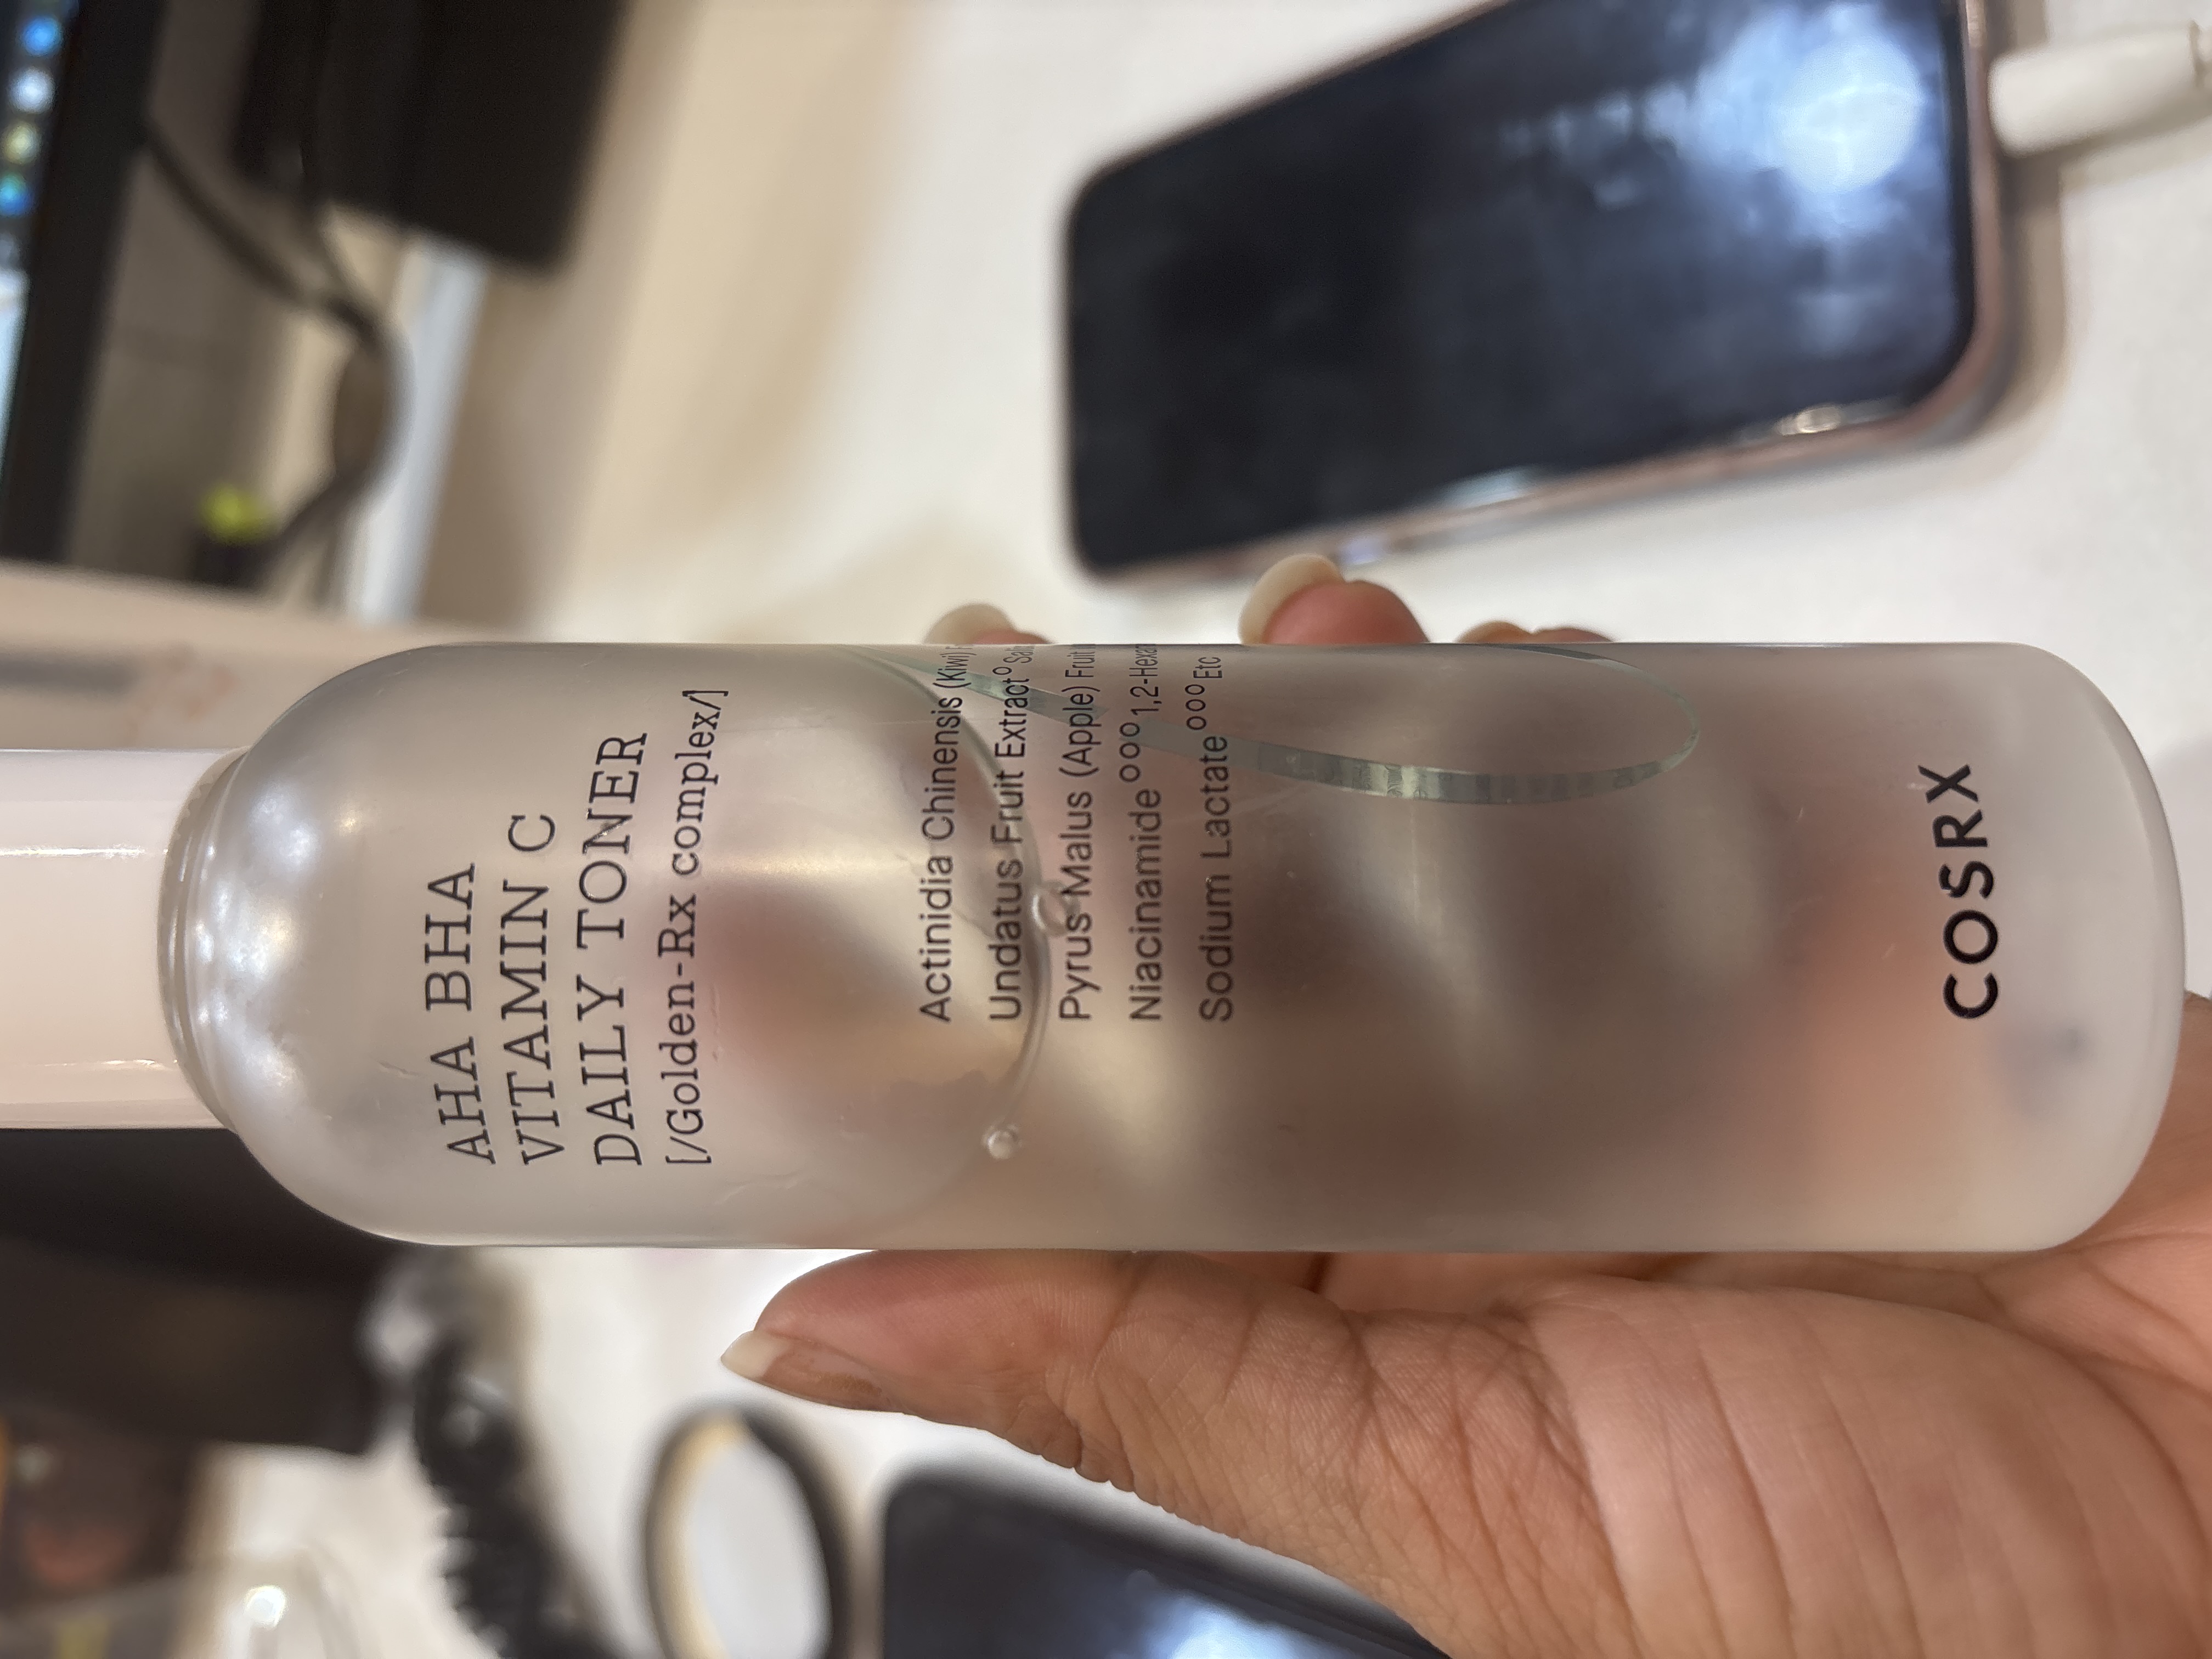 AHA BHA
VITAMIN C
DAILY TONER
[/Golden-Rx complex/]
Actinidia Chinensis (Kiwi)
Undatus Fruit Extract°
Pyrus Malus (Apple) Fruit
Niacinamide°°°1,2-Hexa
Sodium Lactate°°°Etc
COSRX